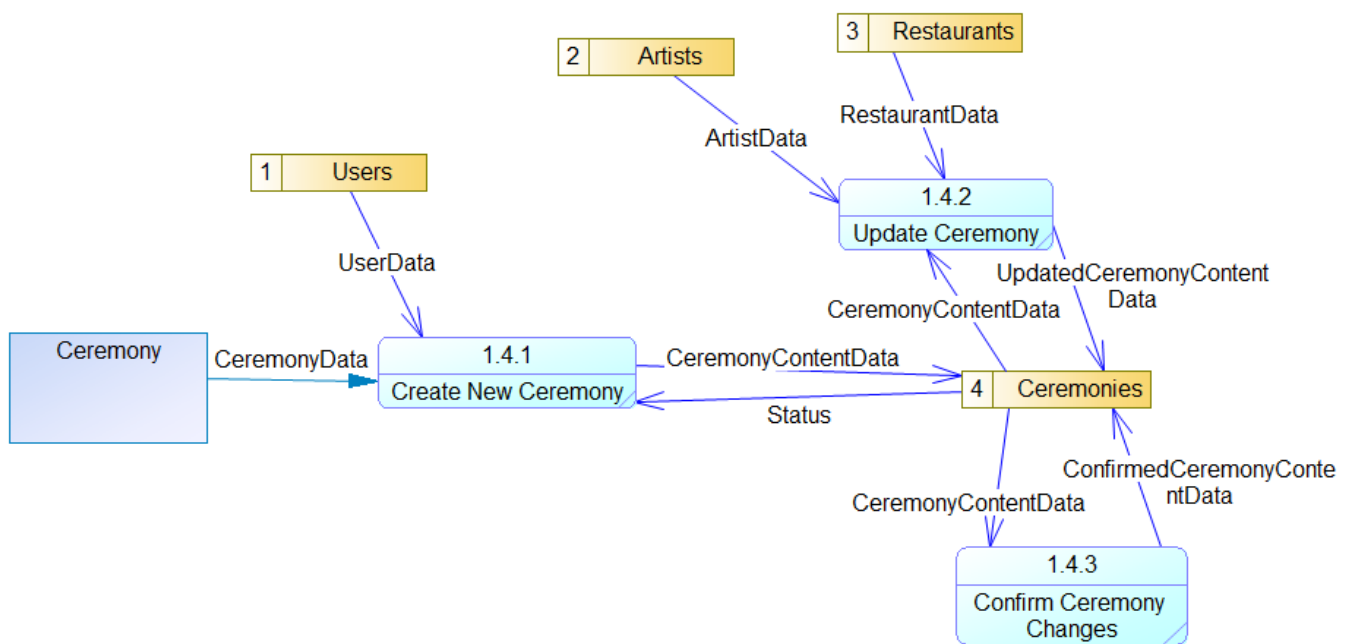 3 Restaurants
2 Artists
RestaurantData
ArtistData
1 Users
1.4.2
Update Ceremony
UserData
UpdatedCeremonyContent
Data
CeremonyContentData
Ceremony
CeremonyData
1.4.1
Create New Ceremony
CeremonyContentData
4 Ceremonies
Status
ConfirmedCeremonyConte
ntData
CeremonyContentData
1.4.3
Confirm Ceremony
Changes